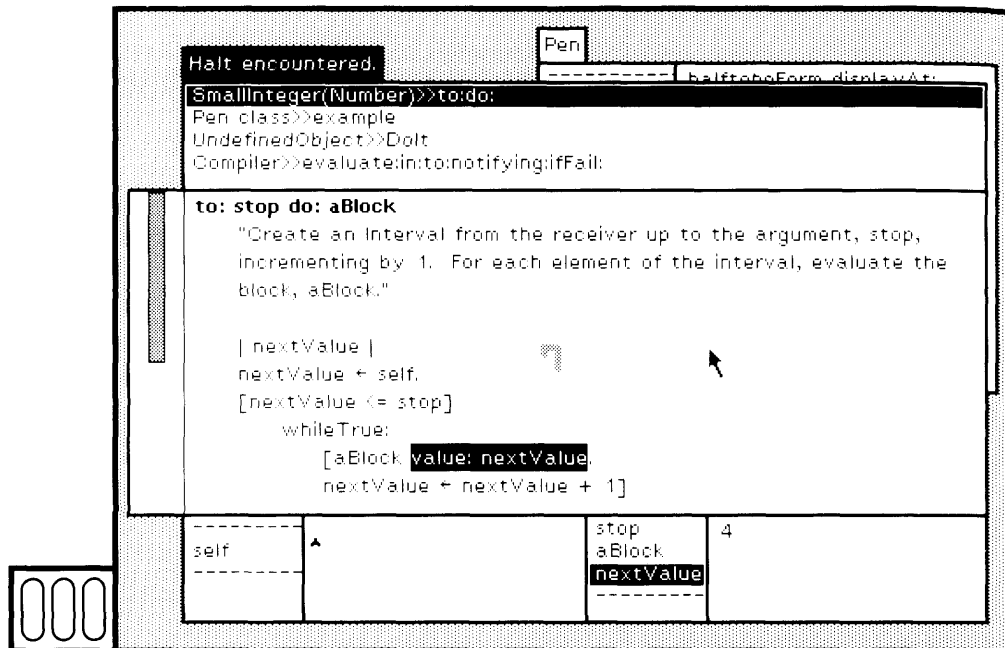 Pen
Halt encountered.
halftoneForm displayAt:
SmallInteger(Number)>>to:do:
Pen class>>example
UndefinedObject>>DoIt
Compiler>>evaluate:in:to:notifying:ifFail:
to: stop do: aBlock
"Create an Interval from the receiver up to the argument, stop,
incrementing by 1. For each element of the interval, evaluate the
block, aBlock."
| nextValue |
nextValue ← self.
[nextValue <= stop]
whileTrue:
[aBlock value: nextValue.
nextValue ← nextValue + 1]
self
stop
aBlock
nextValue
4